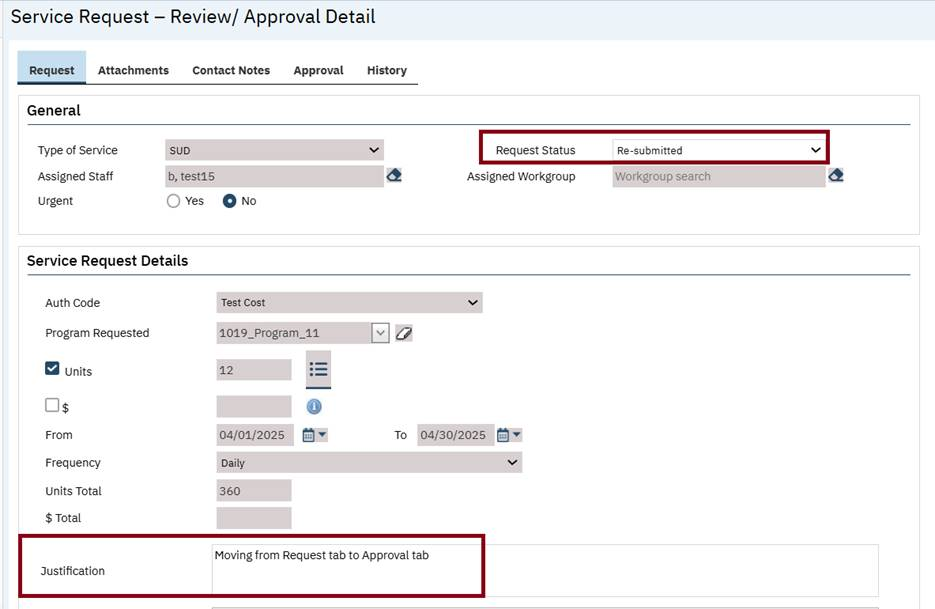 Service Request – Review/ Approval Detail
Request Attachments Contact Notes Approval History
General
Type of Service SUD Request Status Re-submitted
Assigned Staff b, test15 Assigned Workgroup Workgroup search
Urgent Yes No
Service Request Details
Auth Code Test Cost
Program Requested 1019_Program_11
Units 12
$
From 04/01/2025 To 04/30/2025
Frequency Daily
Units Total 360
$ Total
Moving from Request tab to Approval tab
Justification